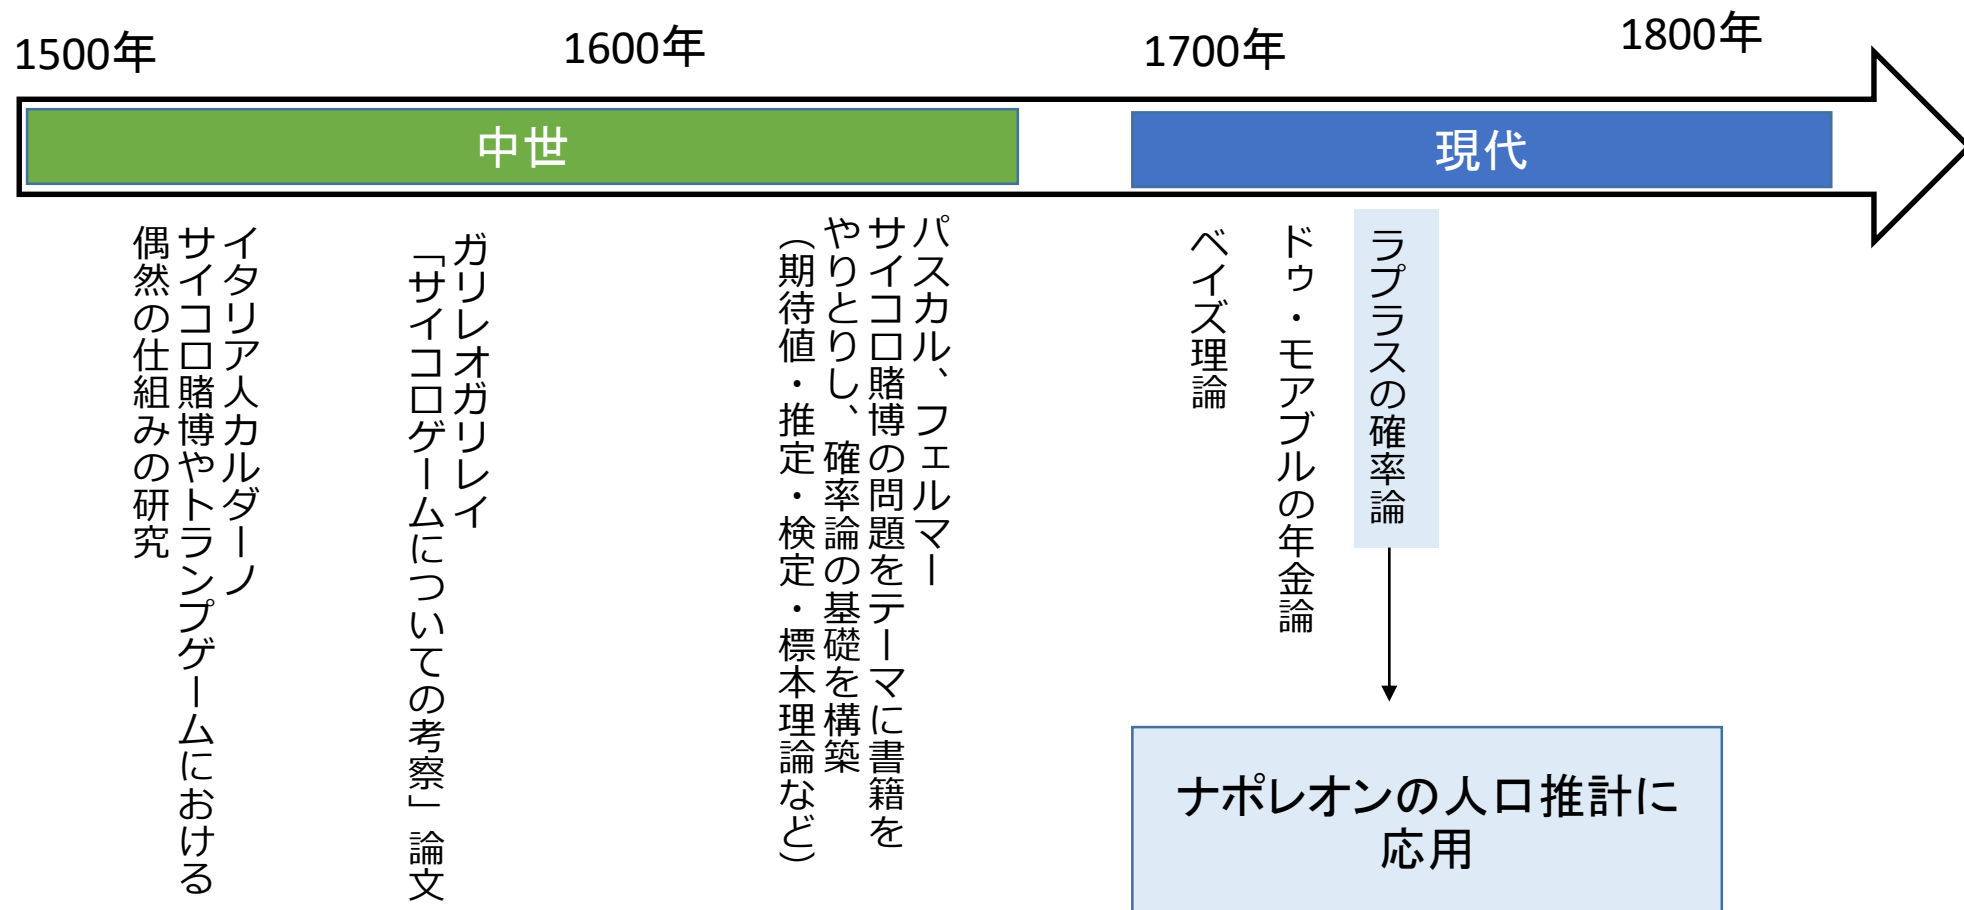 1500年
1600年
1700年
1800年
中世
現代
イタリア人カルダーノ
サイコロ賭博やトランプゲームにおける
偶然の仕組みの研究
ガリレオガリレイ
「サイコロゲームについての考察」論文
パスカル、フェルマー
サイコロ賭博の問題をテーマに書籍を
やりとりし、確率論の基礎を構築
(期待値・推定・検定・標本理論など)
ベイズ理論
ドゥ・モアブルの年金論
ラプラスの確率論
ナポレオンの人口推計に
応用